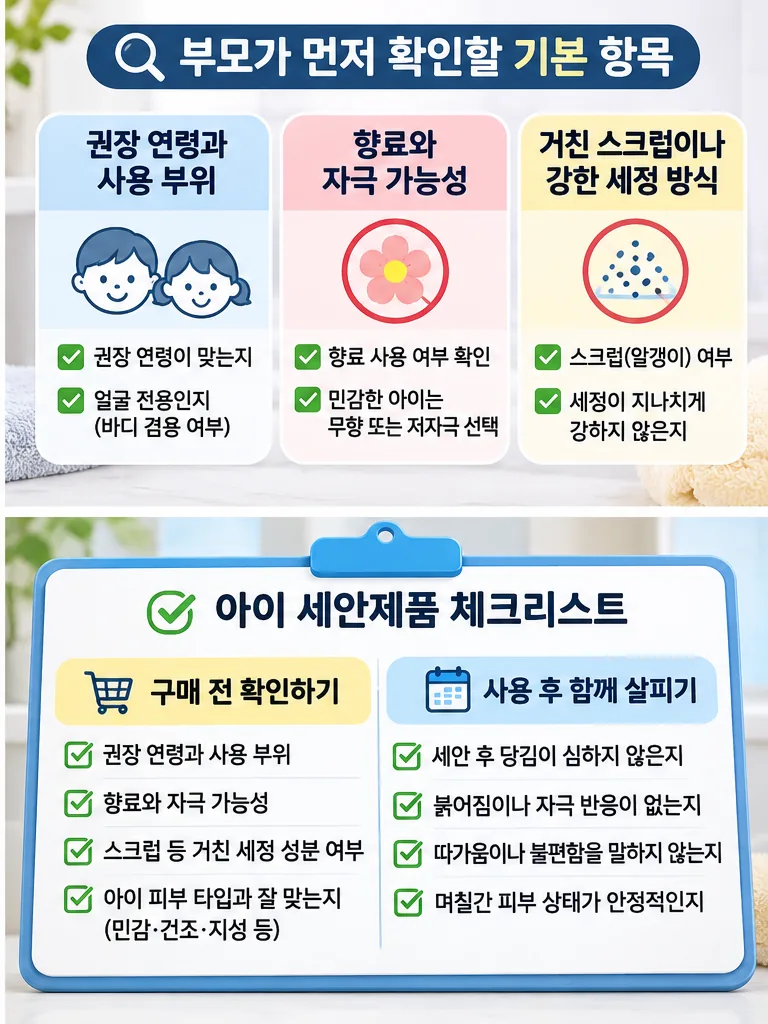 부모가 먼저 확인할 기본 항목
권장 연령과
사용 부위
권장 연령이 맞는지
얼굴 전용인지
(바디 겸용 여부)
향료와
자극 가능성
향료 사용 여부 확인
민감한 아이는
무향 또는 저자극 선택
거친 스크럽이나
강한 세정 방식
스크럽(알갱이) 여부
세정이 지나치게
강하지 않은지
아이 세안제품 체크리스트
구매 전 확인하기
권장 연령과 사용 부위
향료와 자극 가능성
스크럽 등 거친 세정 성분 여부
아이 피부 타입과 잘 맞는지
(민감·건조·지성 등)
사용 후 함께 살피기
세안 후 당김이 심하지 않은지
붉어짐이나 자극 반응이 없는지
따가움이나 불편함을 말하지 않는지
며칠간 피부 상태가 안정적인지